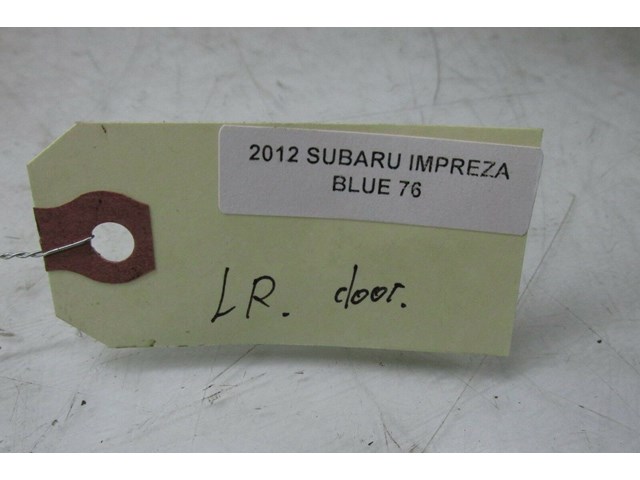 2012 SUBARU IMPREZA
BLUE 76
LR. door.